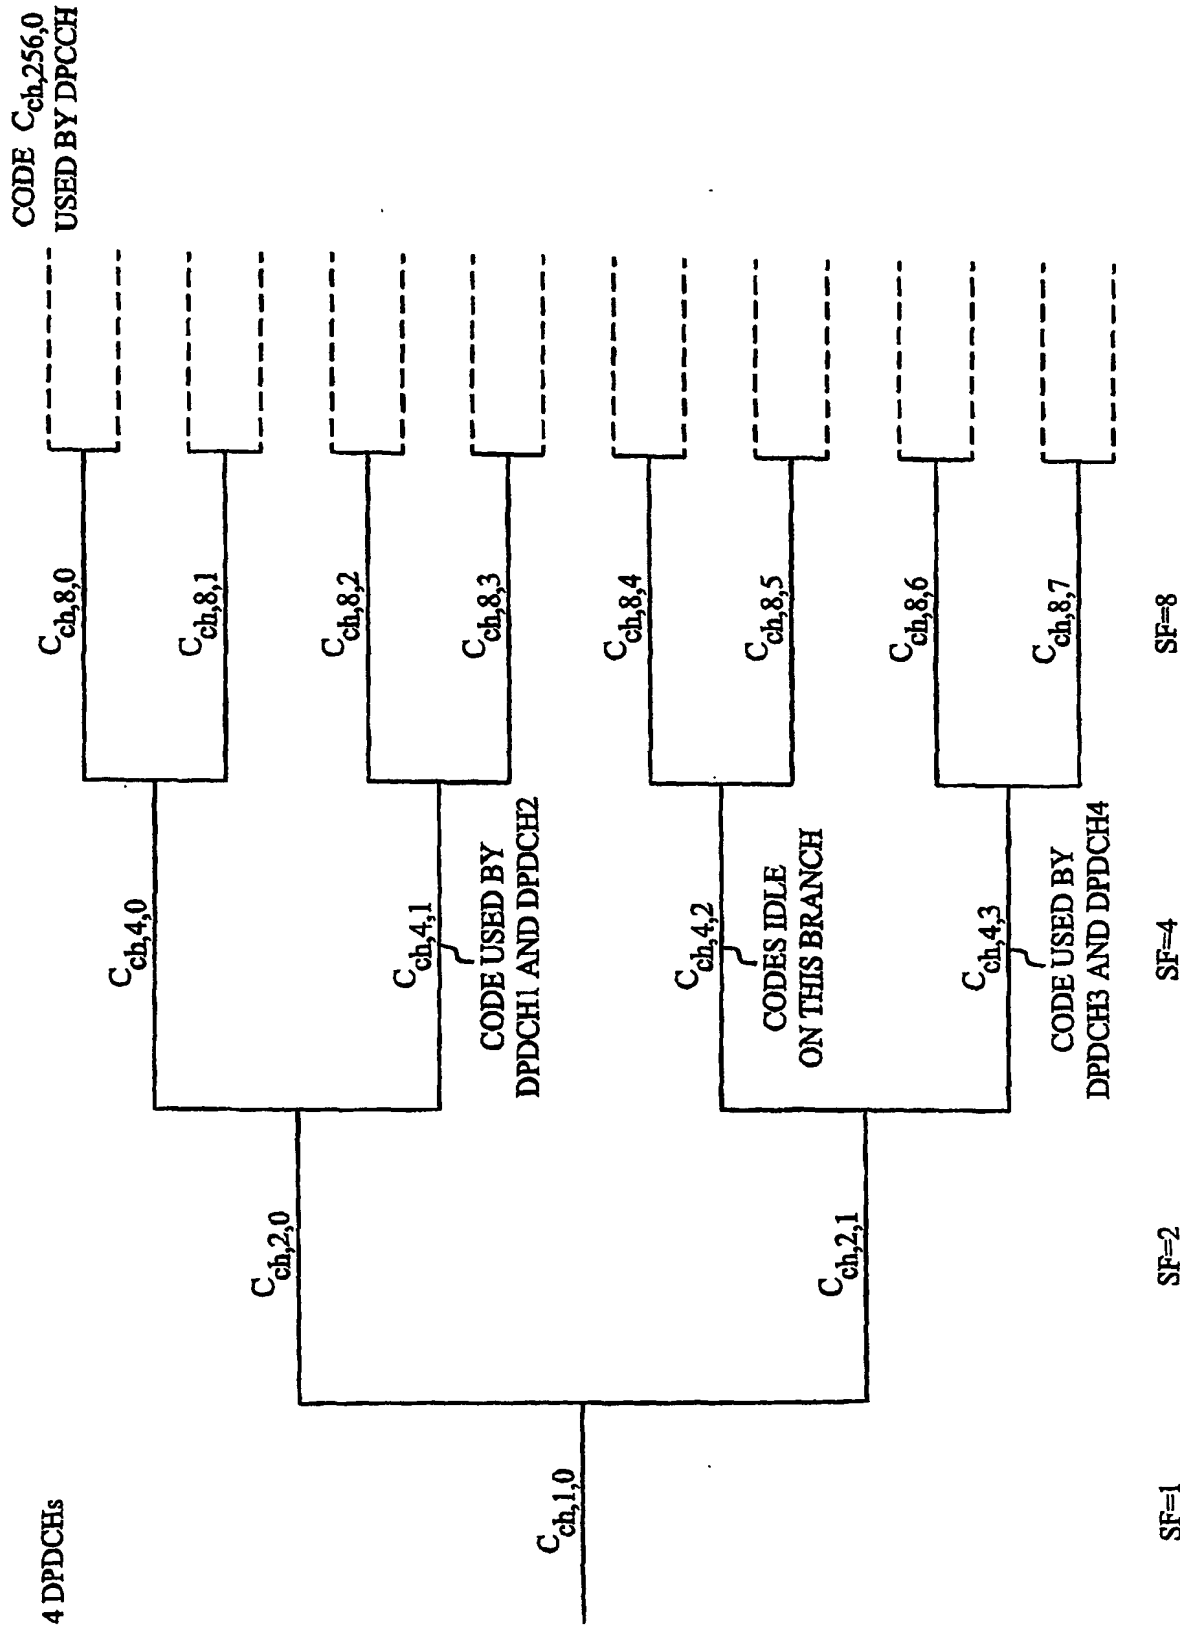 4 DPDCHs
CODE C_ch,256,0
USED BY DPCCH
C_ch,8,0
C_ch,4,0
C_ch,8,1
C_ch,2,0
C_ch,8,2
C_ch,4,1
CODE USED BY
DPDCH1 AND DPDCH2
C_ch,8,3
C_ch,1,0
C_ch,8,4
C_ch,4,2
CODES IDLE
ON THIS BRANCH
C_ch,8,5
C_ch,2,1
C_ch,8,6
C_ch,4,3
CODE USED BY
DPDCH3 AND DPDCH4
C_ch,8,7
SF=1
SF=2
SF=4
SF=8